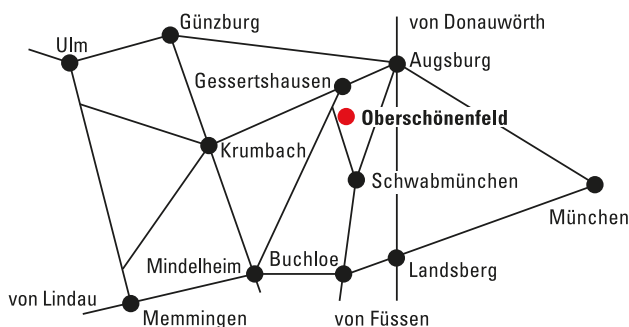 von Donauwörth
Günzburg
Ulm
Augsburg
Gessertshausen
Oberschönenfeld
Krumbach
Schwabmünchen
München
Mindelheim
Buchloe
Landsberg
von Lindau
Memmingen
von Füssen